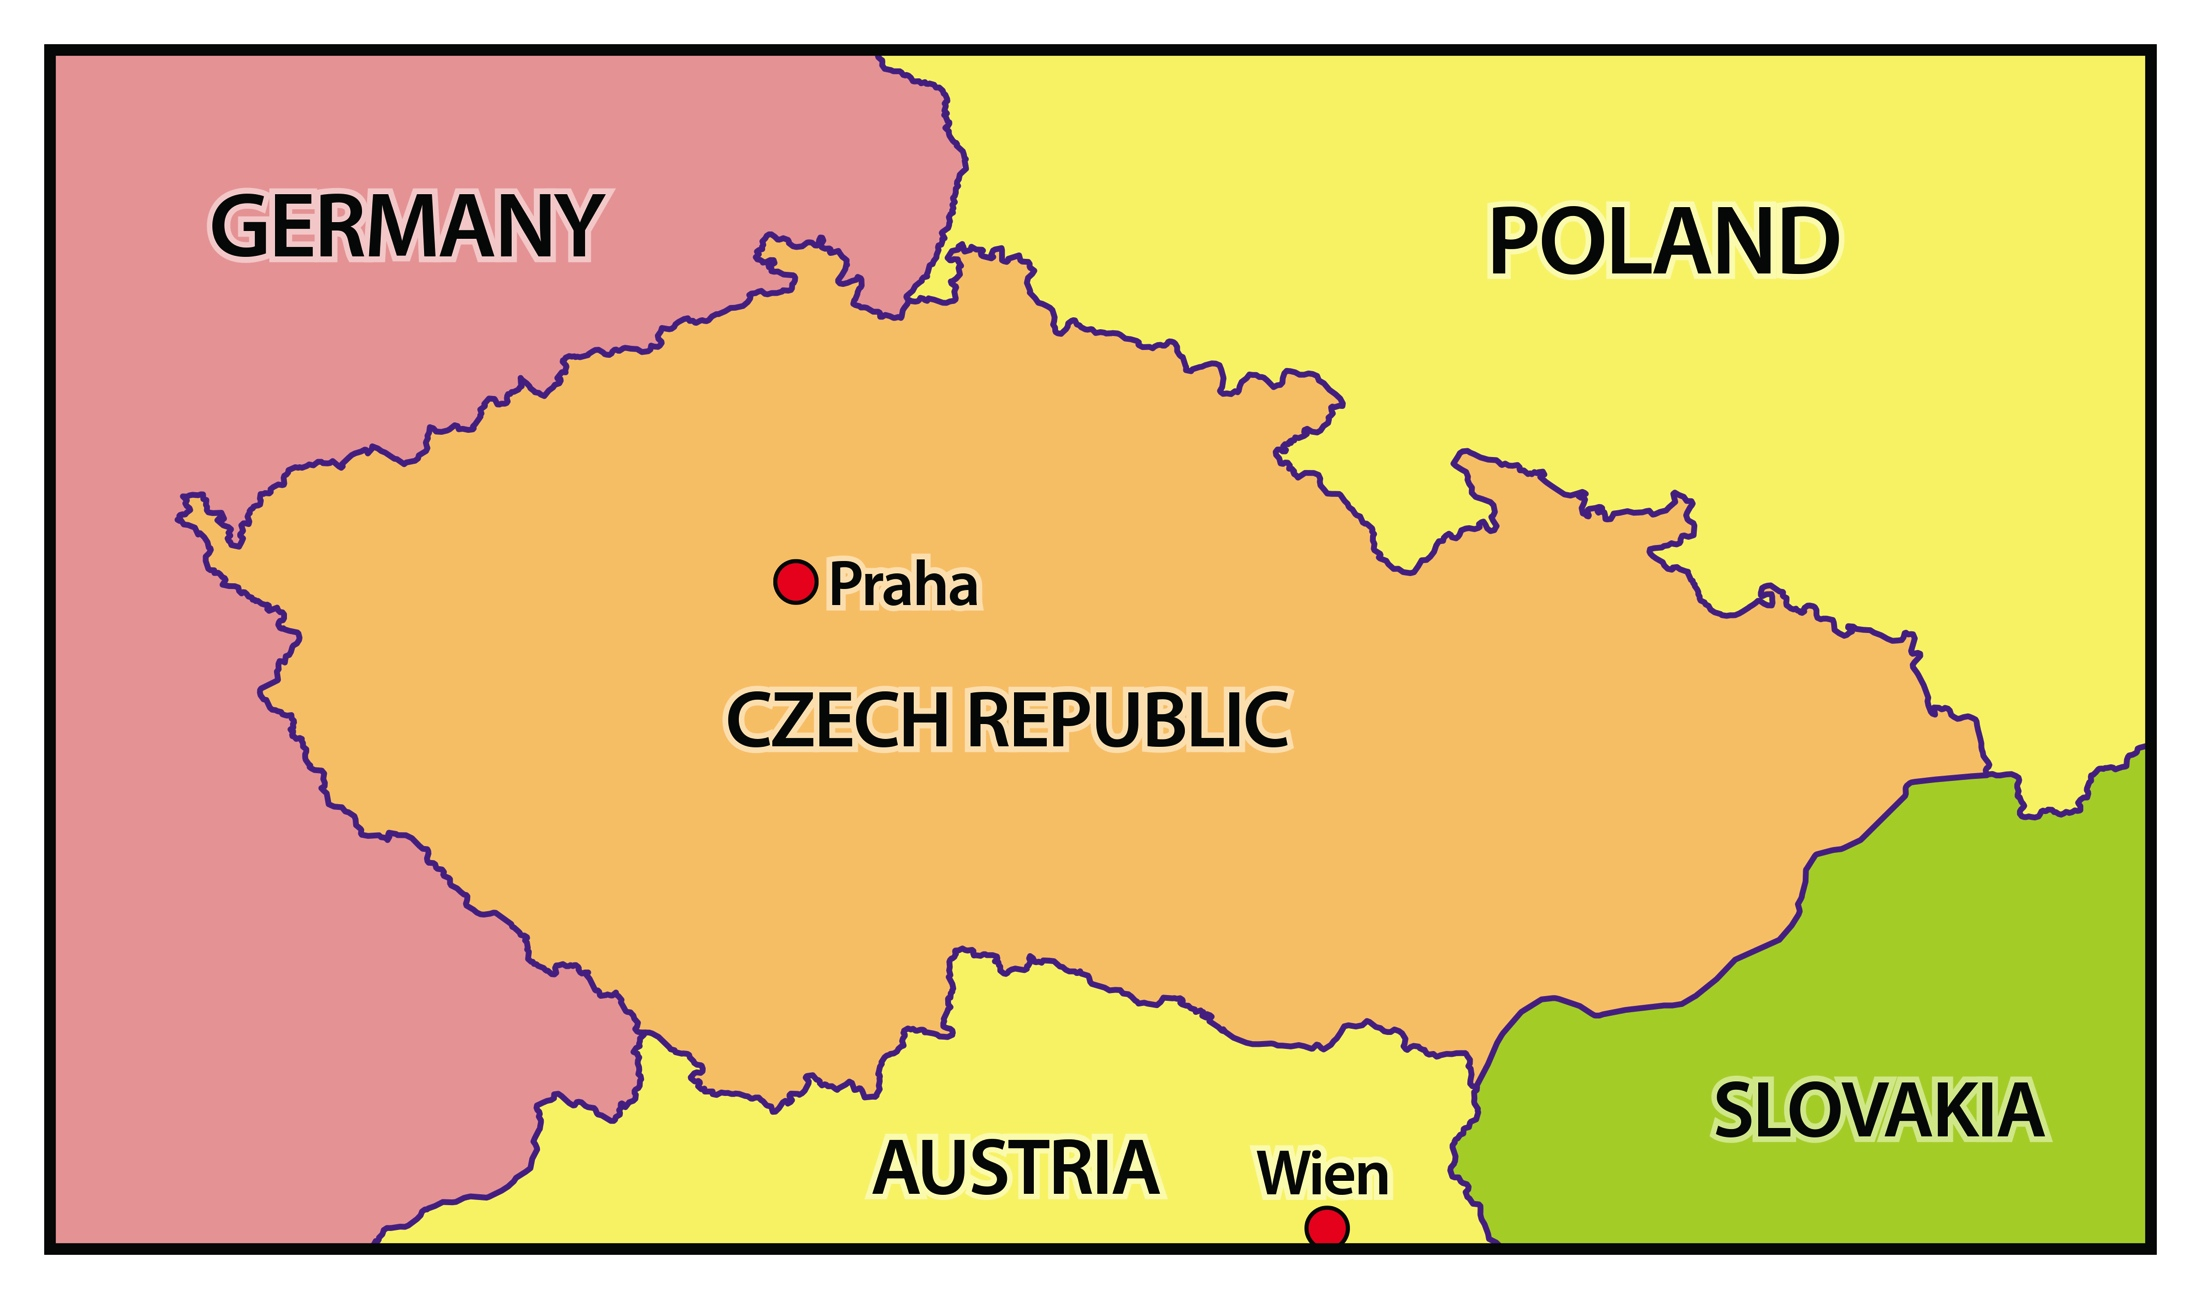 GERMANY
POLAND
Praha
CZECH REPUBLIC
SLOVAKIA
AUSTRIA
Wien